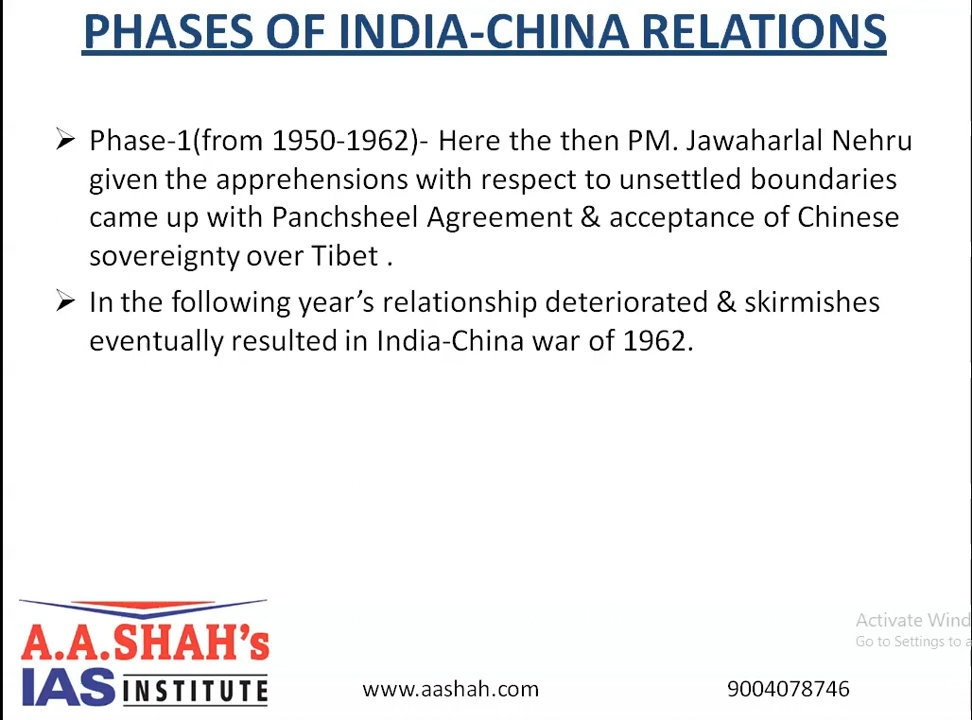 PHASES OF INDIA-CHINA RELATIONS
Phase-1(from 1950-1962)- Here the then PM. Jawaharlal Nehru
given the apprehensions with respect to unsettled boundaries
came up with Panchsheel Agreement & acceptance of Chinese
sovereignty over Tibet .
In the following year’s relationship deteriorated & skirmishes
eventually resulted in India-China war of 1962.
Activate Wind
Go to Settings to a
A.A.SHAH’s
IAS INSTITUTE
www.aashah.com
9004078746